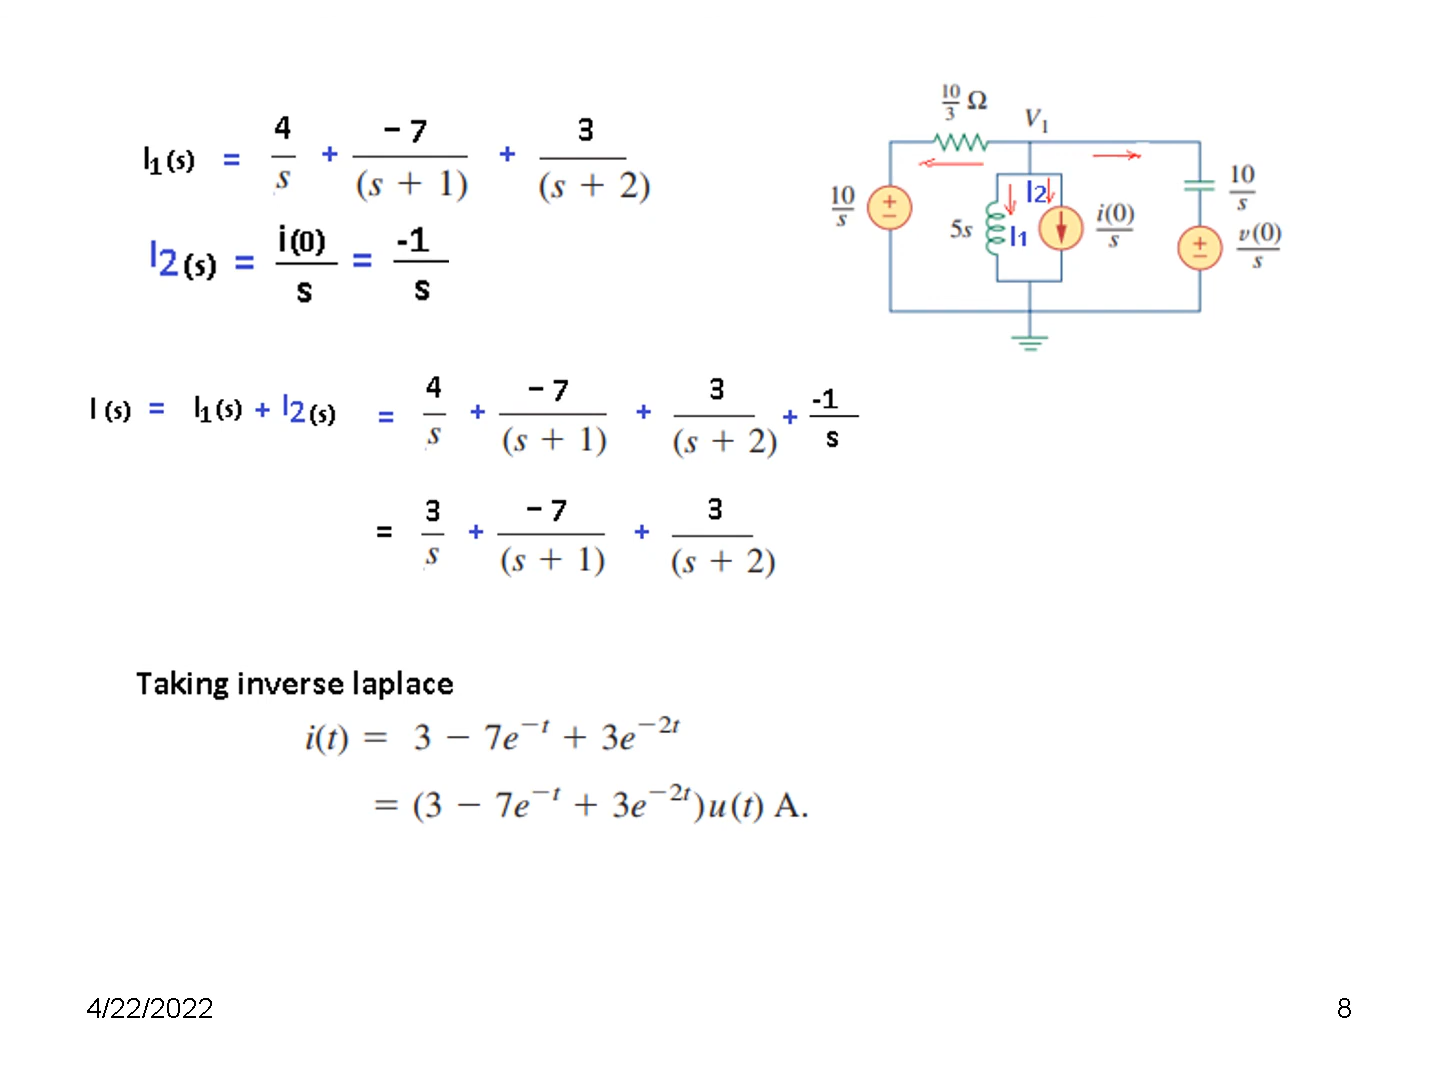 I1(s) = 4/s + −7/(s + 1) + 3/(s + 2)
I2(s) = i(0)/s = -1/s
10/3 Ω
V1
10/s
+
−
5s
I1
I2
i(0)/s
10/s
+
−
v(0)/s
I(s) = I1(s) + I2(s) = 4/s + −7/(s + 1) + 3/(s + 2) + -1/s
= 3/s + −7/(s + 1) + 3/(s + 2)
Taking inverse laplace
i(t) = 3 − 7e^−t + 3e^−2t
= (3 − 7e^−t + 3e^−2t)u(t) A.
4/22/2022
8